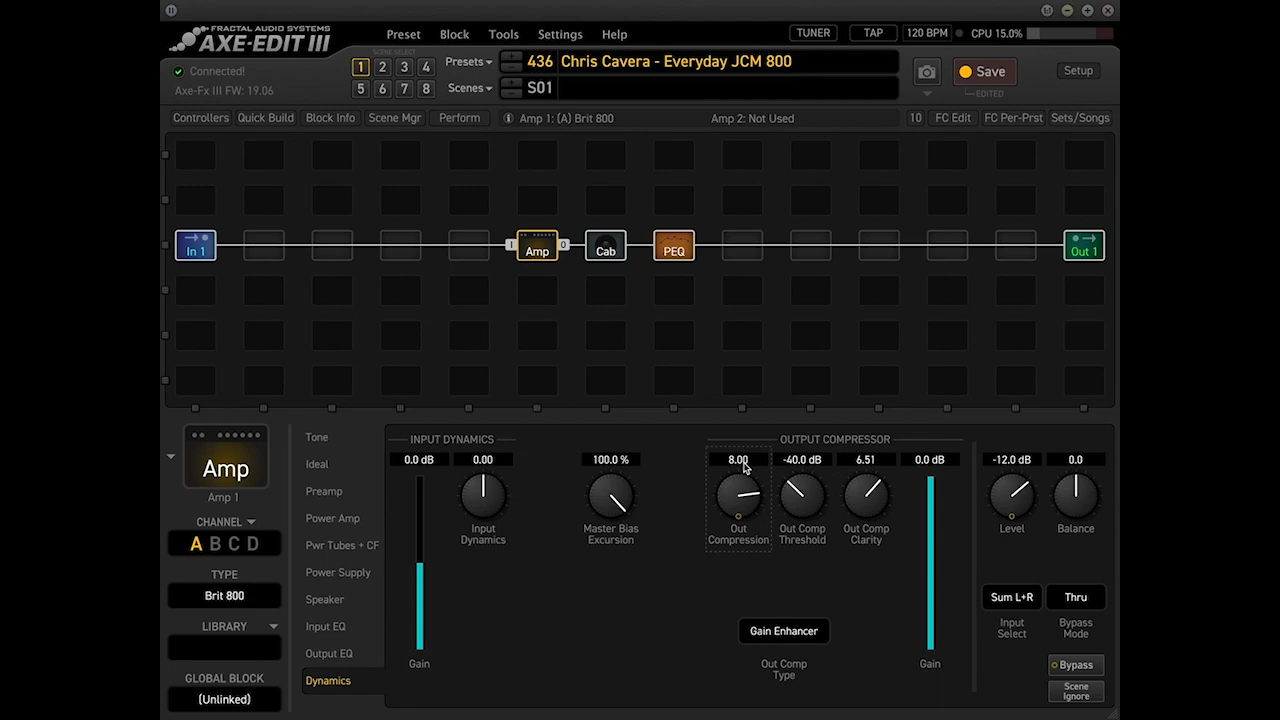 FRACTAL AUDIO SYSTEMS
AXE-EDIT III
Preset Block Tools Settings Help
TUNER TAP 120 BPM CPU 15.0%
Connected!
Axe-Fx III FW: 19.06
SCENE SELECT
1 2 3 4
5 6 7 8
Presets 436 Chris Cavera - Everyday JCM 800
Scenes S01
Save
EDITED
Setup
Controllers Quick Build Block Info Scene Mgr Perform Amp 1: (A) Brit 800 Amp 2: Not Used 10 FC Edit FC Per-Prst Sets/Songs
In 1 I Amp O Cab PEQ Out 1
Amp
Amp 1
CHANNEL
A B C D
TYPE
Brit 800
LIBRARY
GLOBAL BLOCK
(Unlinked)
Tone
Ideal
Preamp
Power Amp
Pwr Tubes + CF
Power Supply
Speaker
Input EQ
Output EQ
Dynamics
INPUT DYNAMICS OUTPUT COMPRESSOR
0.0 dB 0.00 100.0 % 8.00 -40.0 dB 6.51 0.0 dB -12.0 dB 0.0
Input Dynamics
Master Bias Excursion
Out Compression
Out Comp Threshold
Out Comp Clarity
Level
Balance
Gain Enhancer
Sum L+R Thru
Input Select
Bypass Mode
Gain
Out Comp Type
Gain
Bypass
Scene Ignore